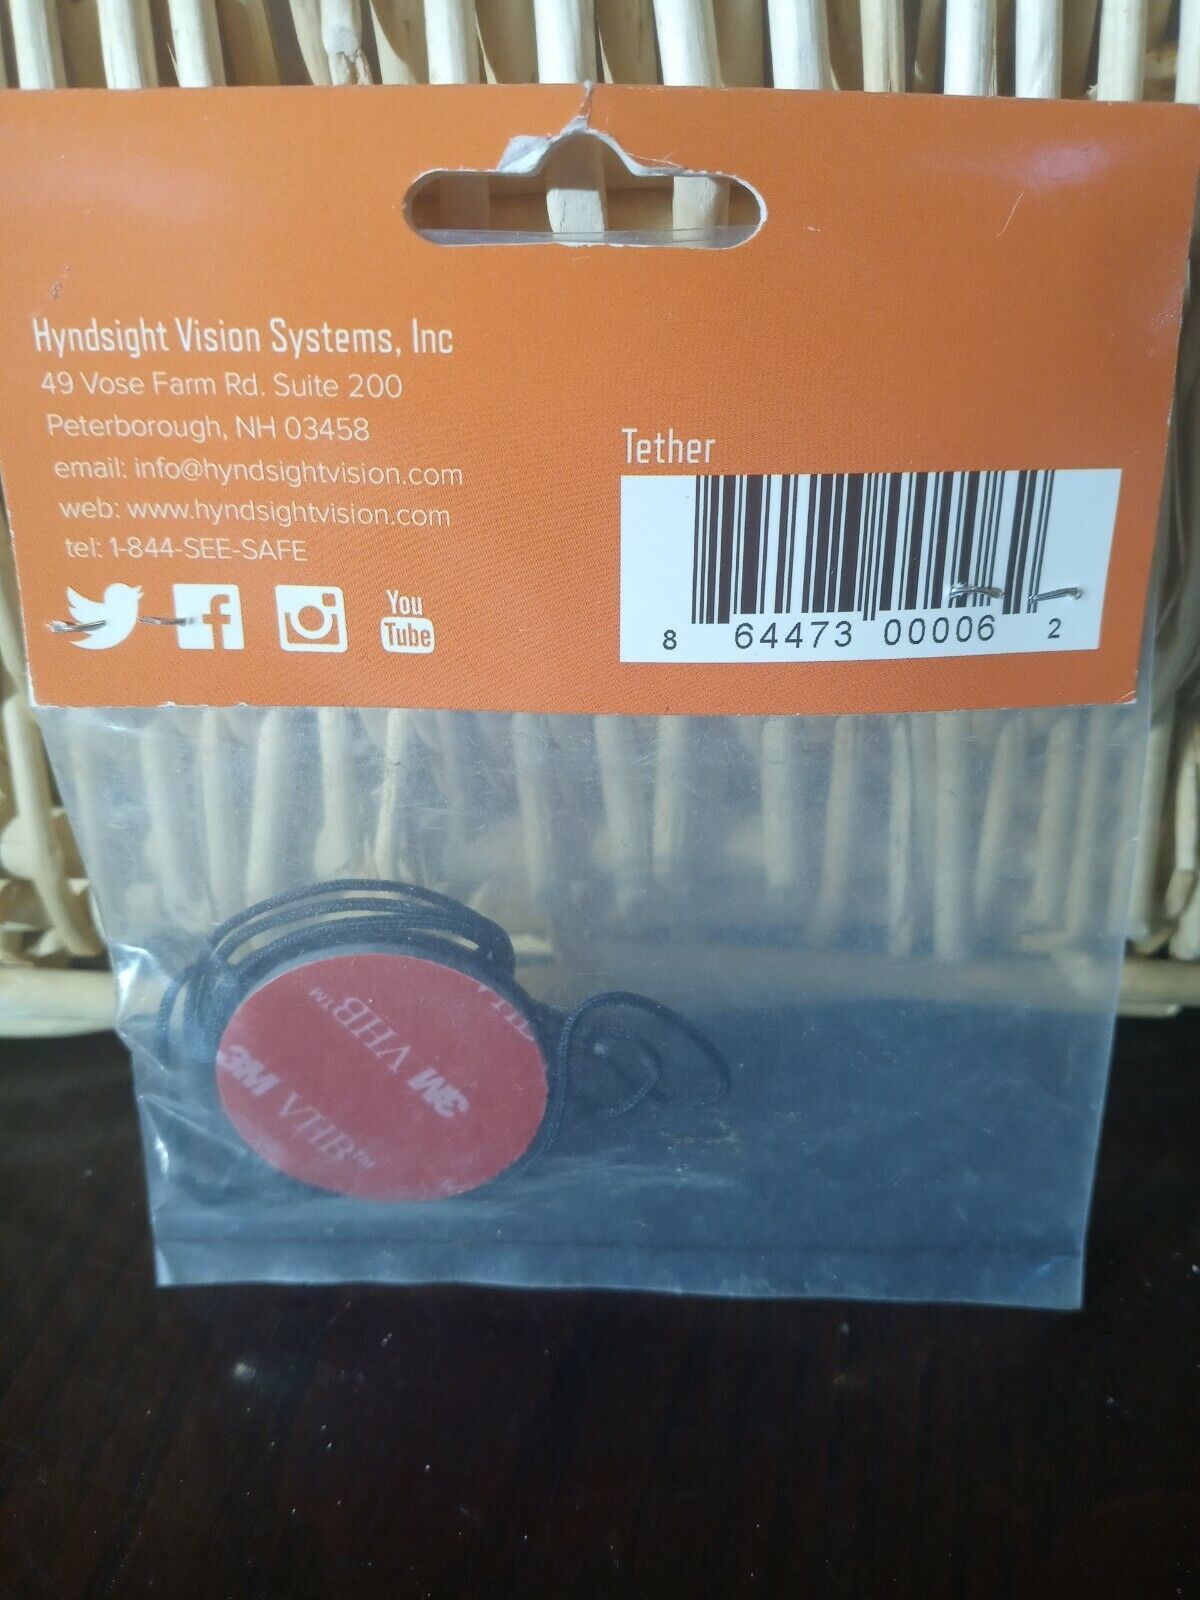 Hyndsight Vision Systems, Inc
49 Vose Farm Rd. Suite 200
Peterborough, NH 03458
email: info@hyndsightvision.com
web: www.hyndsightvision.com
tel: 1-844-SEE-SAFE
You
Tube
Tether
8 64473 00006 2
VHB™ 3M
3M VHB™